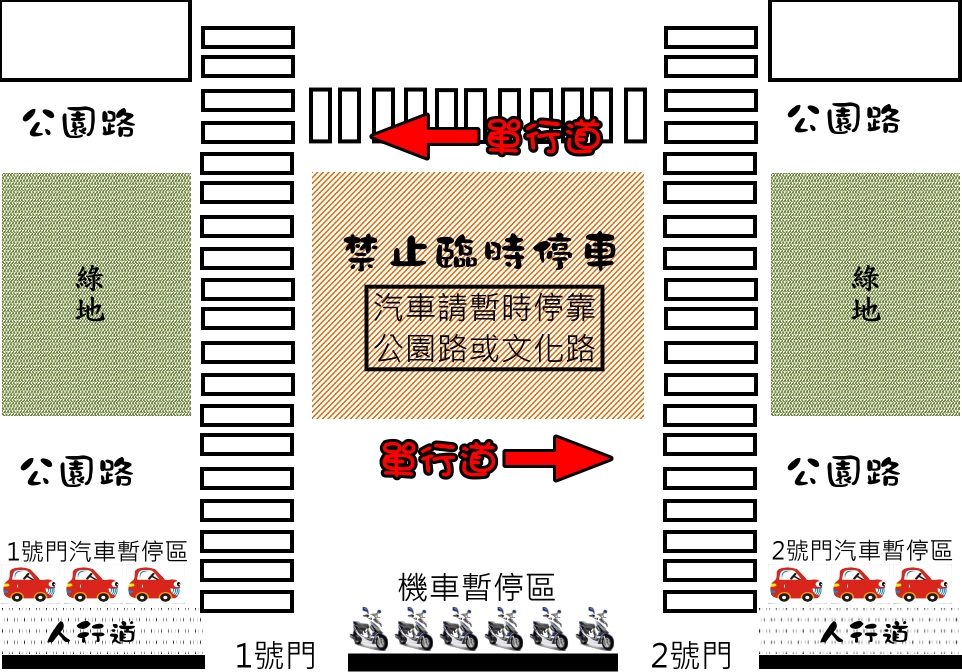 公園路
單行道
公園路
禁止臨時停車
汽車請暫時停靠
公園路或文化路
綠地
綠地
單行道
公園路
公園路
1號門汽車暫停區
2號門汽車暫停區
機車暫停區
人行道
人行道
1號門
2號門